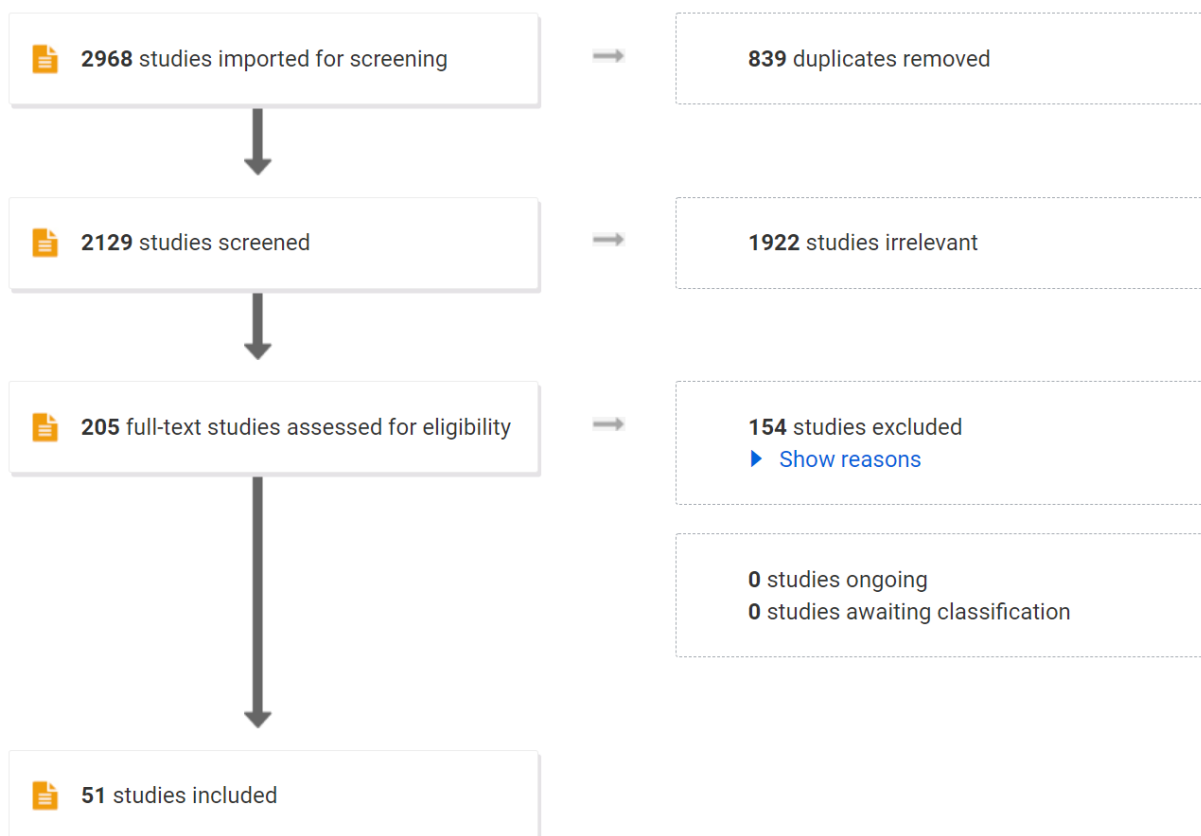 2968 studies imported for screening
839 duplicates removed
2129 studies screened
1922 studies irrelevant
205 full-text studies assessed for eligibility
154 studies excluded
Show reasons
0 studies ongoing
0 studies awaiting classification
51 studies included